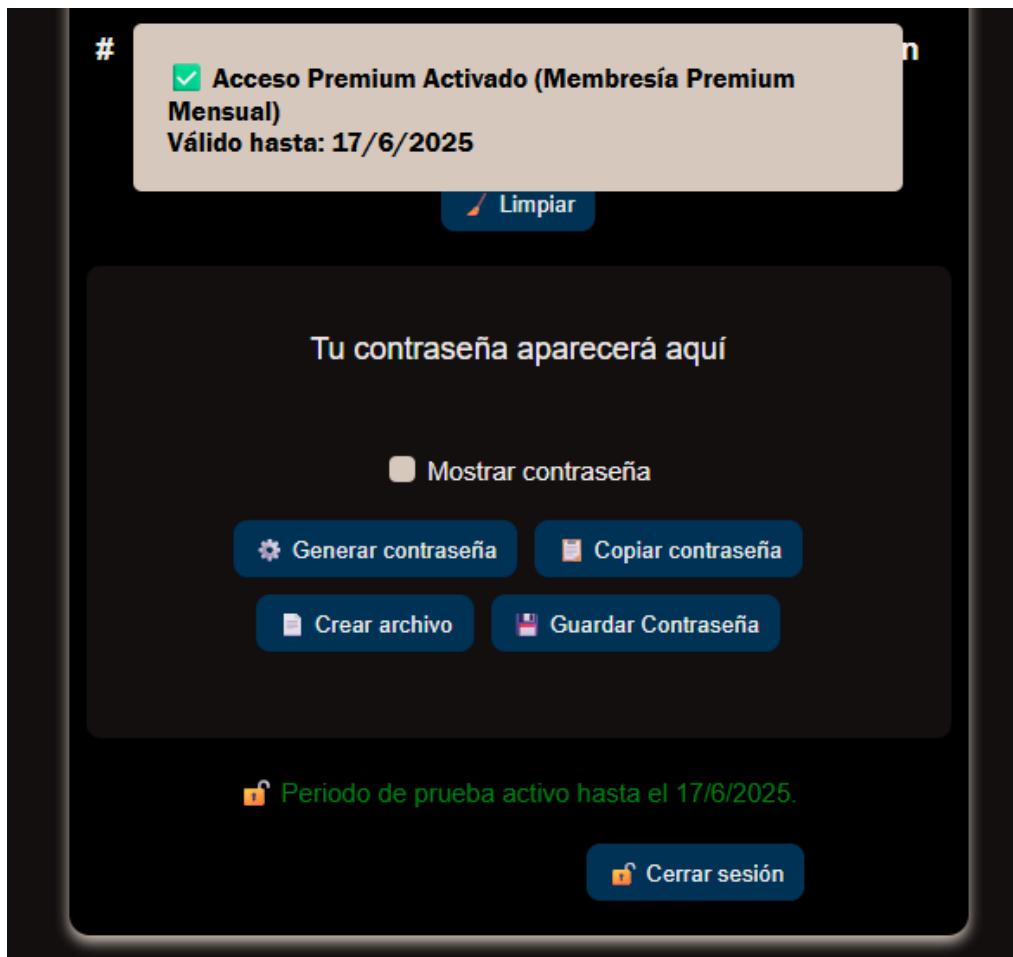 # n
✅ Acceso Premium Activado (Membresía Premium
Mensual)
Válido hasta: 17/6/2025
Limpiar
Tu contraseña aparecerá aquí
Mostrar contraseña
Generar contraseña
Copiar contraseña
Crear archivo
Guardar Contraseña
Periodo de prueba activo hasta el 17/6/2025.
Cerrar sesión